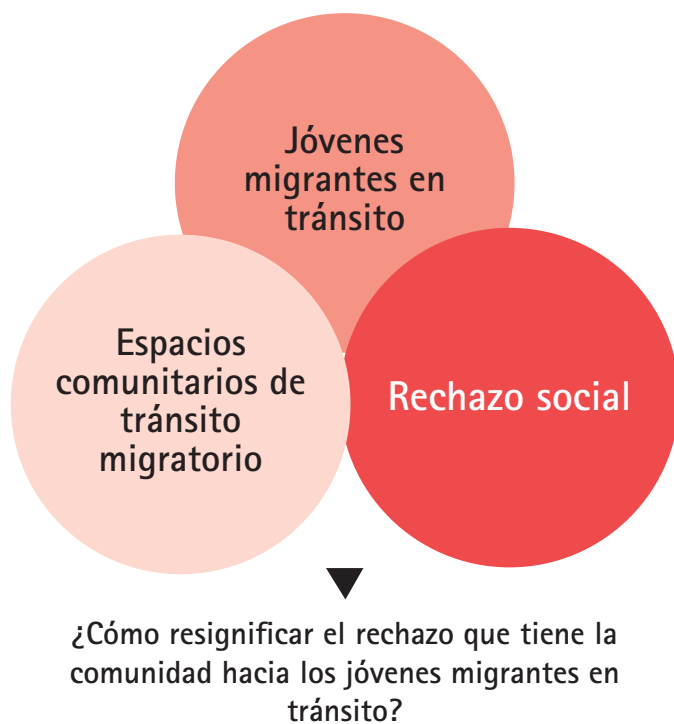 Jóvenes
migrantes en
tránsito
Espacios
comunitarios de
tránsito
migratorio
Rechazo social
¿Cómo resignificar el rechazo que tiene la
comunidad hacia los jóvenes migrantes en
tránsito?